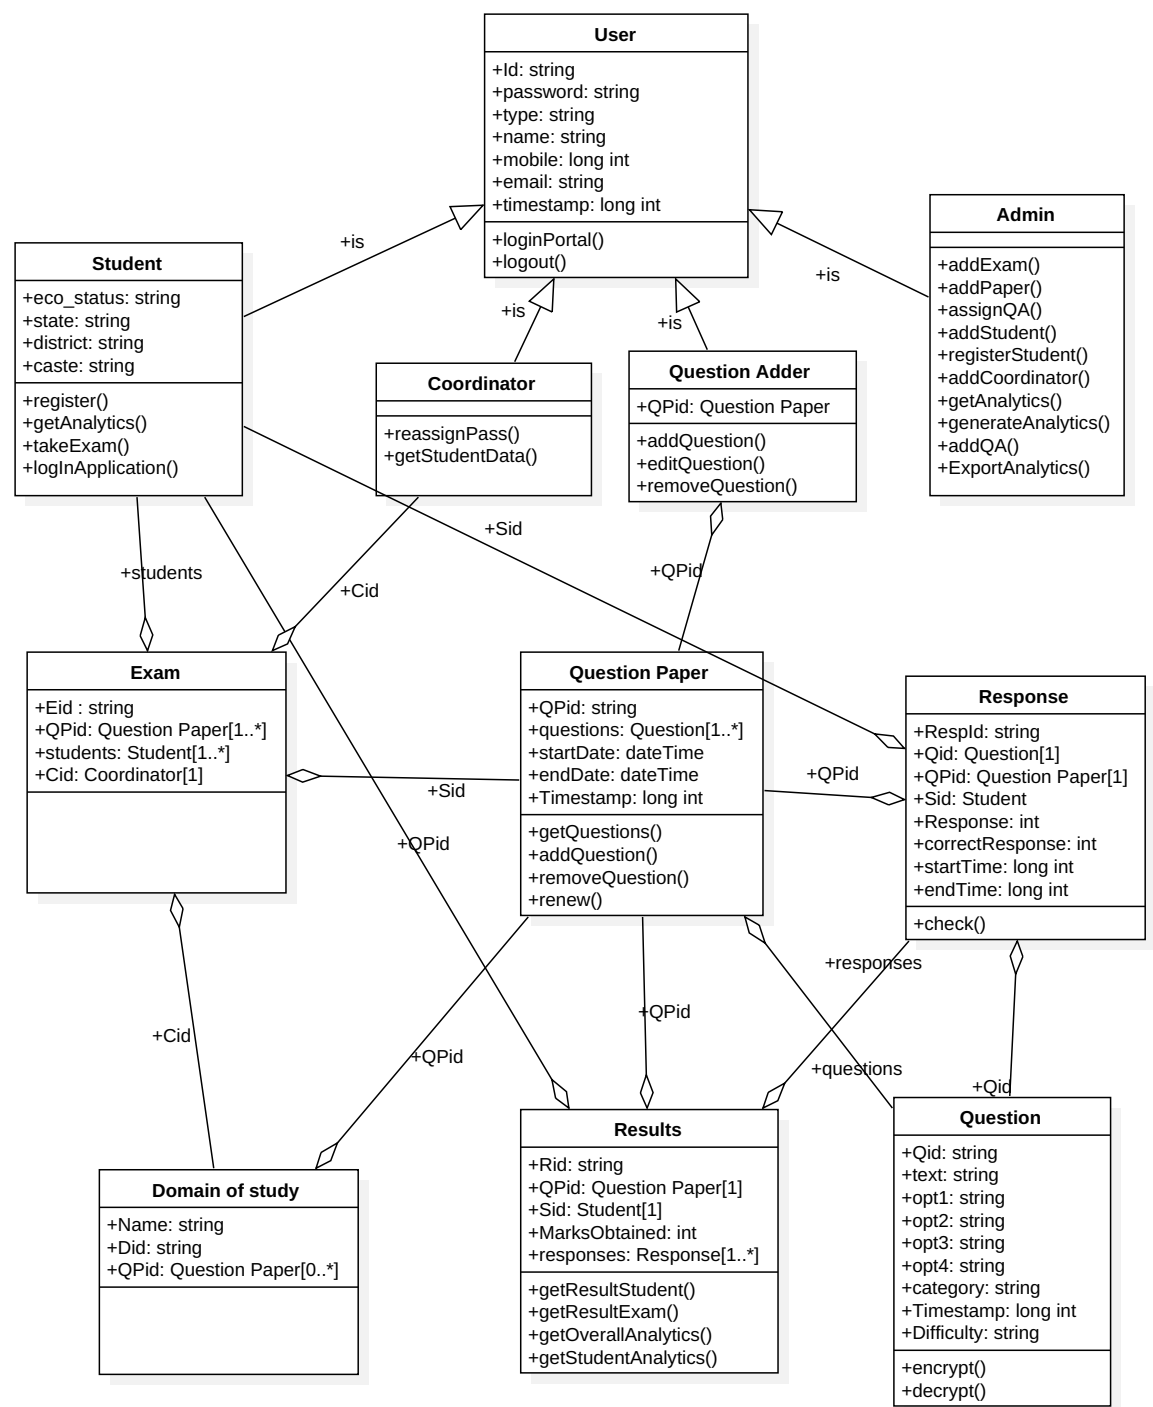 User
+Id: string
+password: string
+type: string
+name: string
+mobile: long int
+email: string
+timestamp: long int
+loginPortal()
+logout()
Admin
+addExam()
+addPaper()
+assignQA()
+addStudent()
+registerStudent()
+addCoordinator()
+getAnalytics()
+generateAnalytics()
+addQA()
+ExportAnalytics()
Student
+eco_status: string
+state: string
+district: string
+caste: string
+register()
+getAnalytics()
+takeExam()
+logInApplication()
+is
+is
+is
+is
Coordinator
+reassignPass()
+getStudentData()
Question Adder
+QPid: Question Paper
+addQuestion()
+editQuestion()
+removeQuestion()
+Sid
+students
+Cid
+QPid
Exam
+Eid : string
+QPid: Question Paper[1..*]
+students: Student[1..*]
+Cid: Coordinator[1]
Question Paper
+QPid: string
+questions: Question[1..*]
+startDate: dateTime
+endDate: dateTime
+Timestamp: long int
+getQuestions()
+addQuestion()
+removeQuestion()
+renew()
Response
+RespId: string
+Qid: Question[1]
+QPid: Question Paper[1]
+Sid: Student
+Response: int
+correctResponse: int
+startTime: long int
+endTime: long int
+check()
+Sid
+QPid
+QPid
+responses
+QPid
+Cid
+QPid
+questions
+Qid
Domain of study
+Name: string
+Did: string
+QPid: Question Paper[0..*]
Results
+Rid: string
+QPid: Question Paper[1]
+Sid: Student[1]
+MarksObtained: int
+responses: Response[1..*]
+getResultStudent()
+getResultExam()
+getOverallAnalytics()
+getStudentAnalytics()
Question
+Qid: string
+text: string
+opt1: string
+opt2: string
+opt3: string
+opt4: string
+category: string
+Timestamp: long int
+Difficulty: string
+encrypt()
+decrypt()